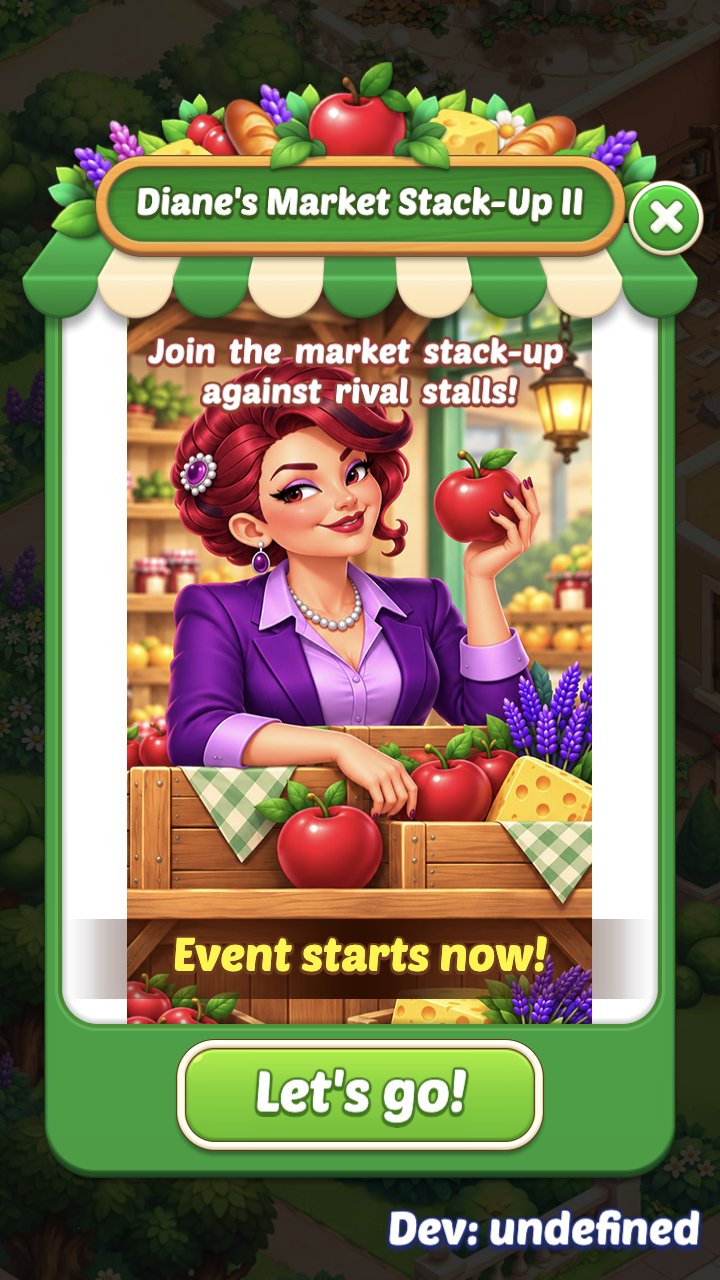 Diane's Market Stack-Up II
Join the market stack-up
against rival stalls!
Event starts now!
Let's go!
Dev: undefined